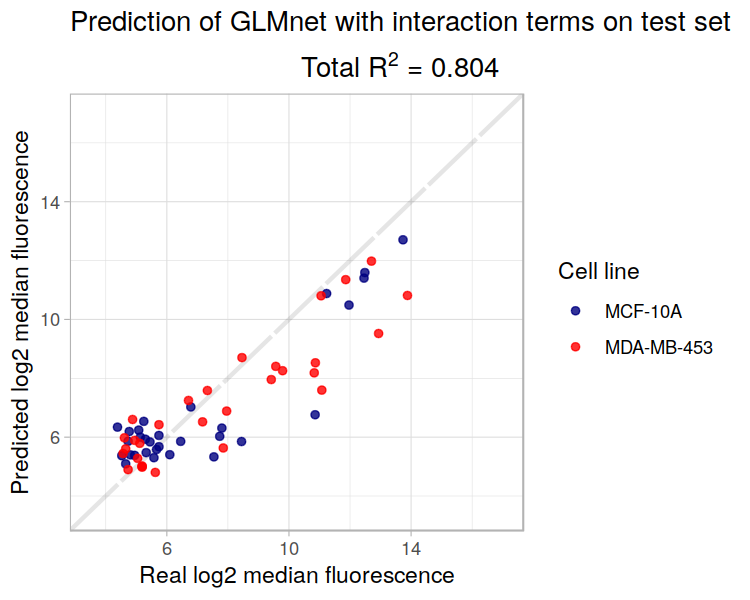 Prediction of GLMnet with interaction terms on test set
Total R² = 0.804
Predicted log2 median fluorescence
14
10
6
6 10 14
Real log2 median fluorescence
Cell line
MCF-10A
MDA-MB-453